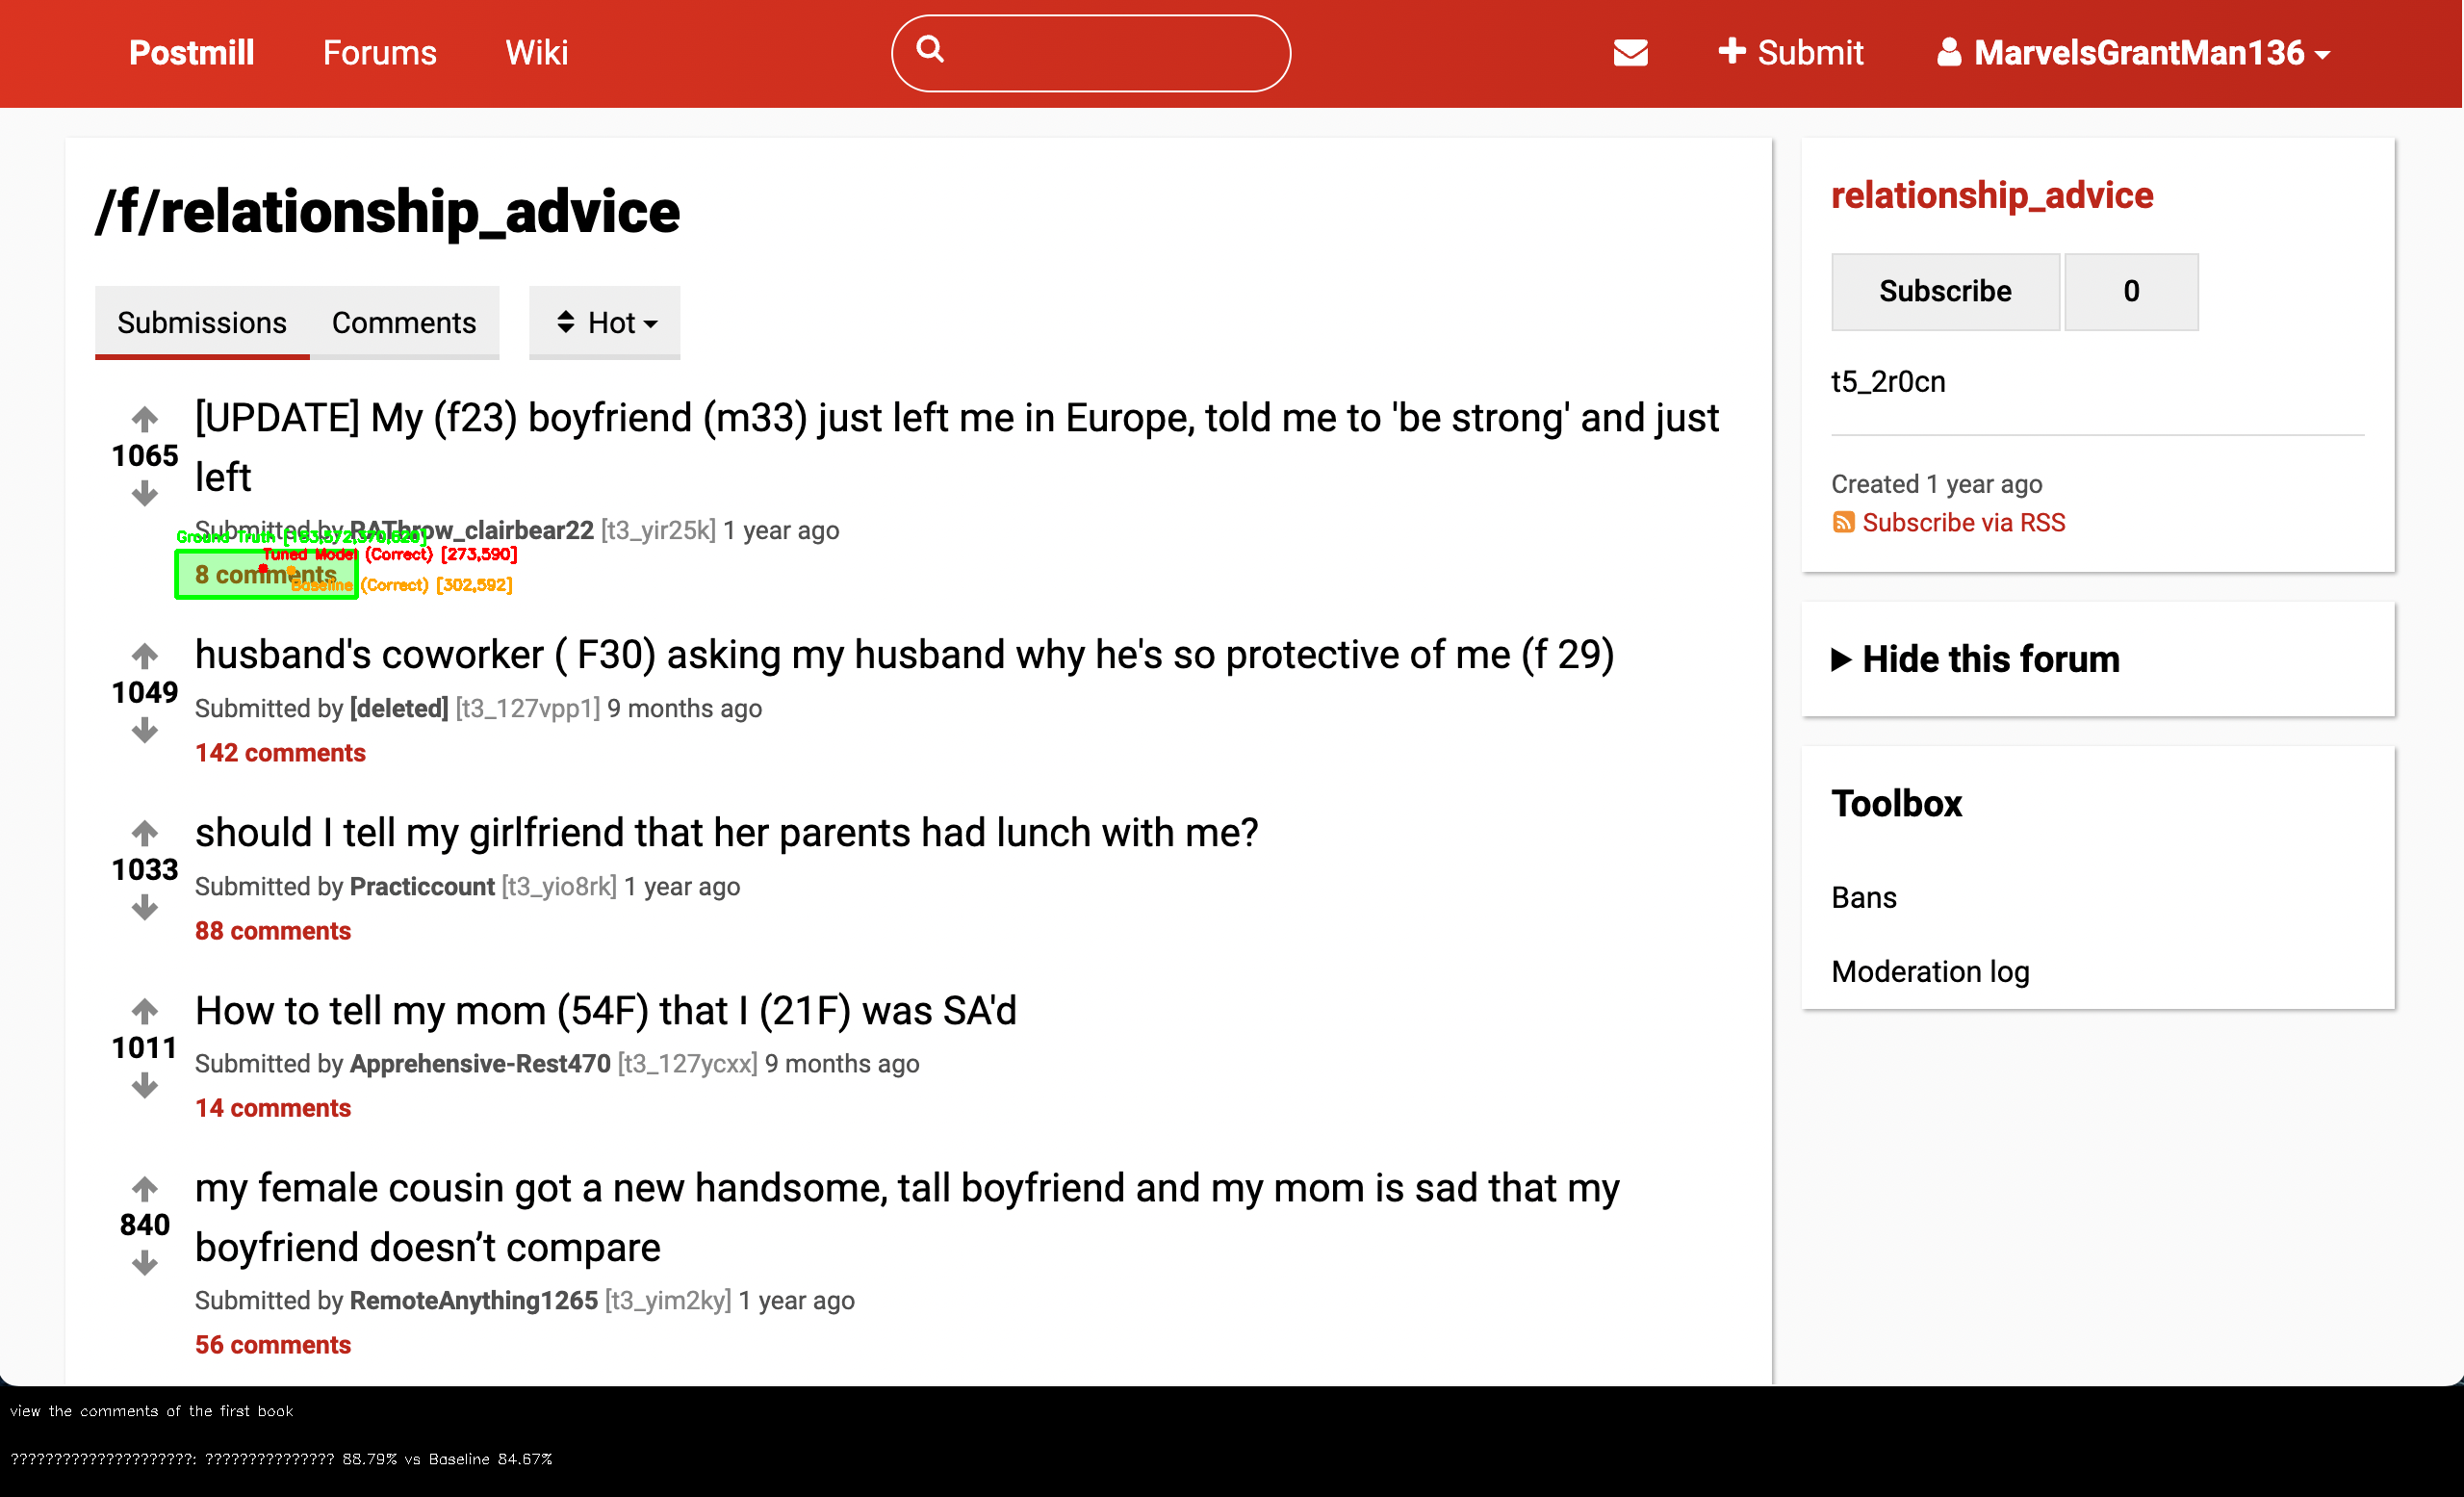 Postmill Forums Wiki Submit MarvelsGrantMan136
/f/relationship_advice
Submissions Comments Hot
1065
[UPDATE] My (f23) boyfriend (m33) just left me in Europe, told me to 'be strong' and just
left
Submitted by RAThrow_clairbear22 [t3_yir25k] 1 year ago
Ground Truth
Tuned Model (Correct) [273,590]
8 comments
Baseline (Correct) [302,592]
1049
husband's coworker ( F30) asking my husband why he's so protective of me (f 29)
Submitted by [deleted] [t3_127vpp1] 9 months ago
142 comments
1033
should I tell my girlfriend that her parents had lunch with me?
Submitted by Practiccount [t3_yio8rk] 1 year ago
88 comments
1011
How to tell my mom (54F) that I (21F) was SA'd
Submitted by Apprehensive-Rest470 [t3_127ycxx] 9 months ago
14 comments
840
my female cousin got a new handsome, tall boyfriend and my mom is sad that my
boyfriend doesn’t compare
Submitted by RemoteAnything1265 [t3_yim2ky] 1 year ago
56 comments
relationship_advice
Subscribe 0
t5_2r0cn
Created 1 year ago
Subscribe via RSS
Hide this forum
Toolbox
Bans
Moderation log
view the comments of the first book
?????????????????????: ??????????????? 88.79% vs Baseline 84.67%